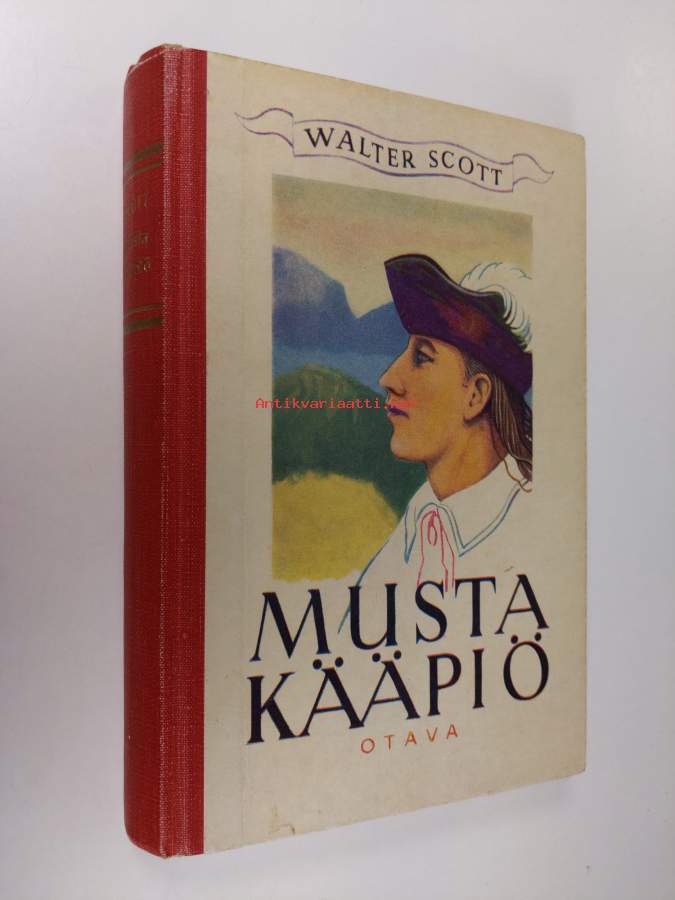 WALTER SCOTT
Antikvariaatti.net
MUSTA
KÄÄPIÖ
OTAVA